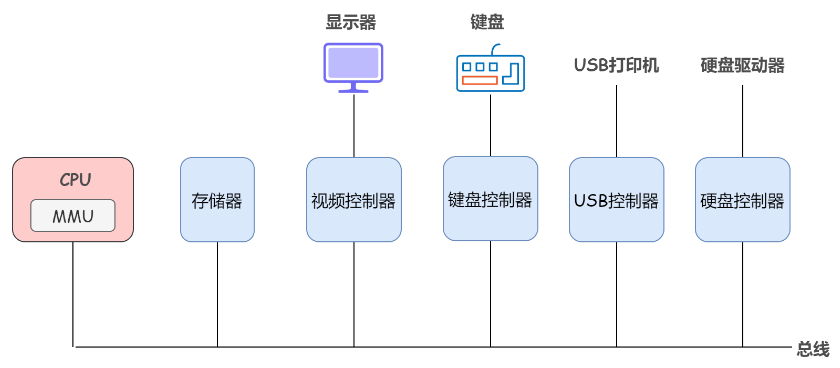 显示器
键盘
USB打印机
硬盘驱动器
CPU
MMU
存储器
视频控制器
键盘控制器
USB控制器
硬盘控制器
总线